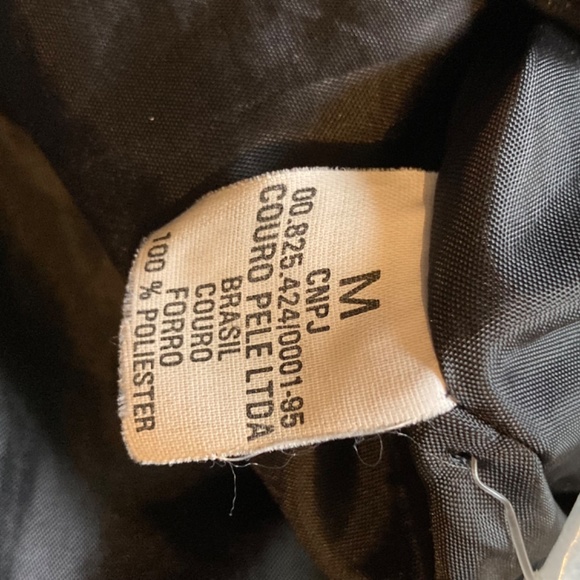 M
CNPJ
00.825.424/0001-95
COURO PELE LTDA
BRASIL
COURO
FORRO
100 % POLIESTER